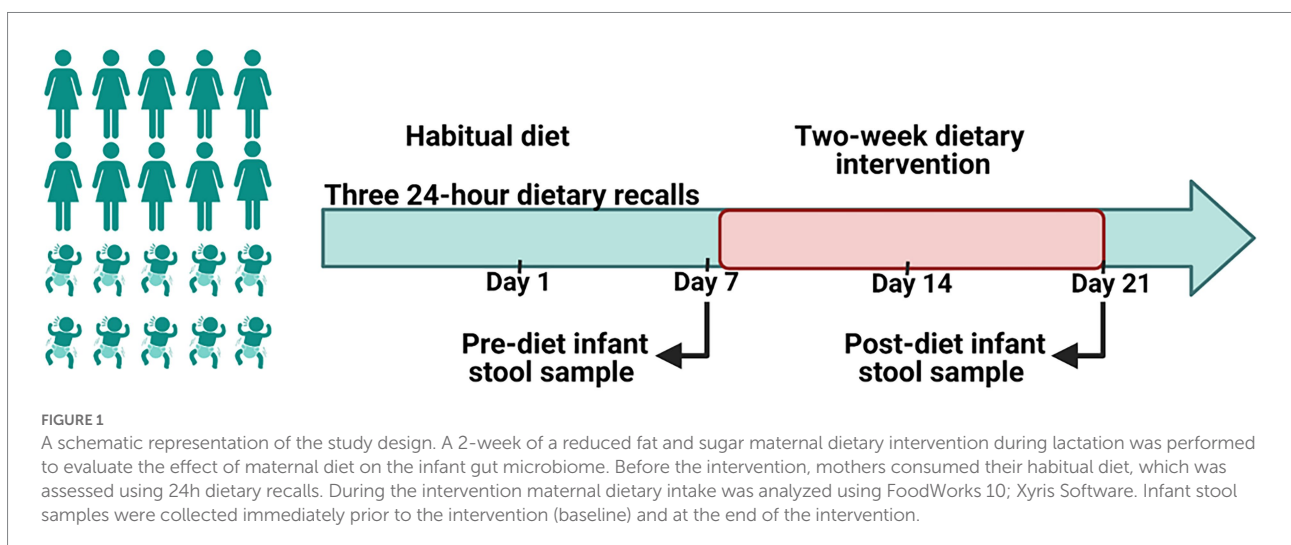 Habitual diet
Two-week dietary
intervention
Three 24-hour dietary recalls
Day 1
Day 7
Day 14
Day 21
Pre-diet infant
stool sample
Post-diet infant
stool sample
FIGURE 1
A schematic representation of the study design. A 2-week of a reduced fat and sugar maternal dietary intervention during lactation was performed
to evaluate the effect of maternal diet on the infant gut microbiome. Before the intervention, mothers consumed their habitual diet, which was
assessed using 24h dietary recalls. During the intervention maternal dietary intake was analyzed using FoodWorks 10; Xyris Software. Infant stool
samples were collected immediately prior to the intervention (baseline) and at the end of the intervention.